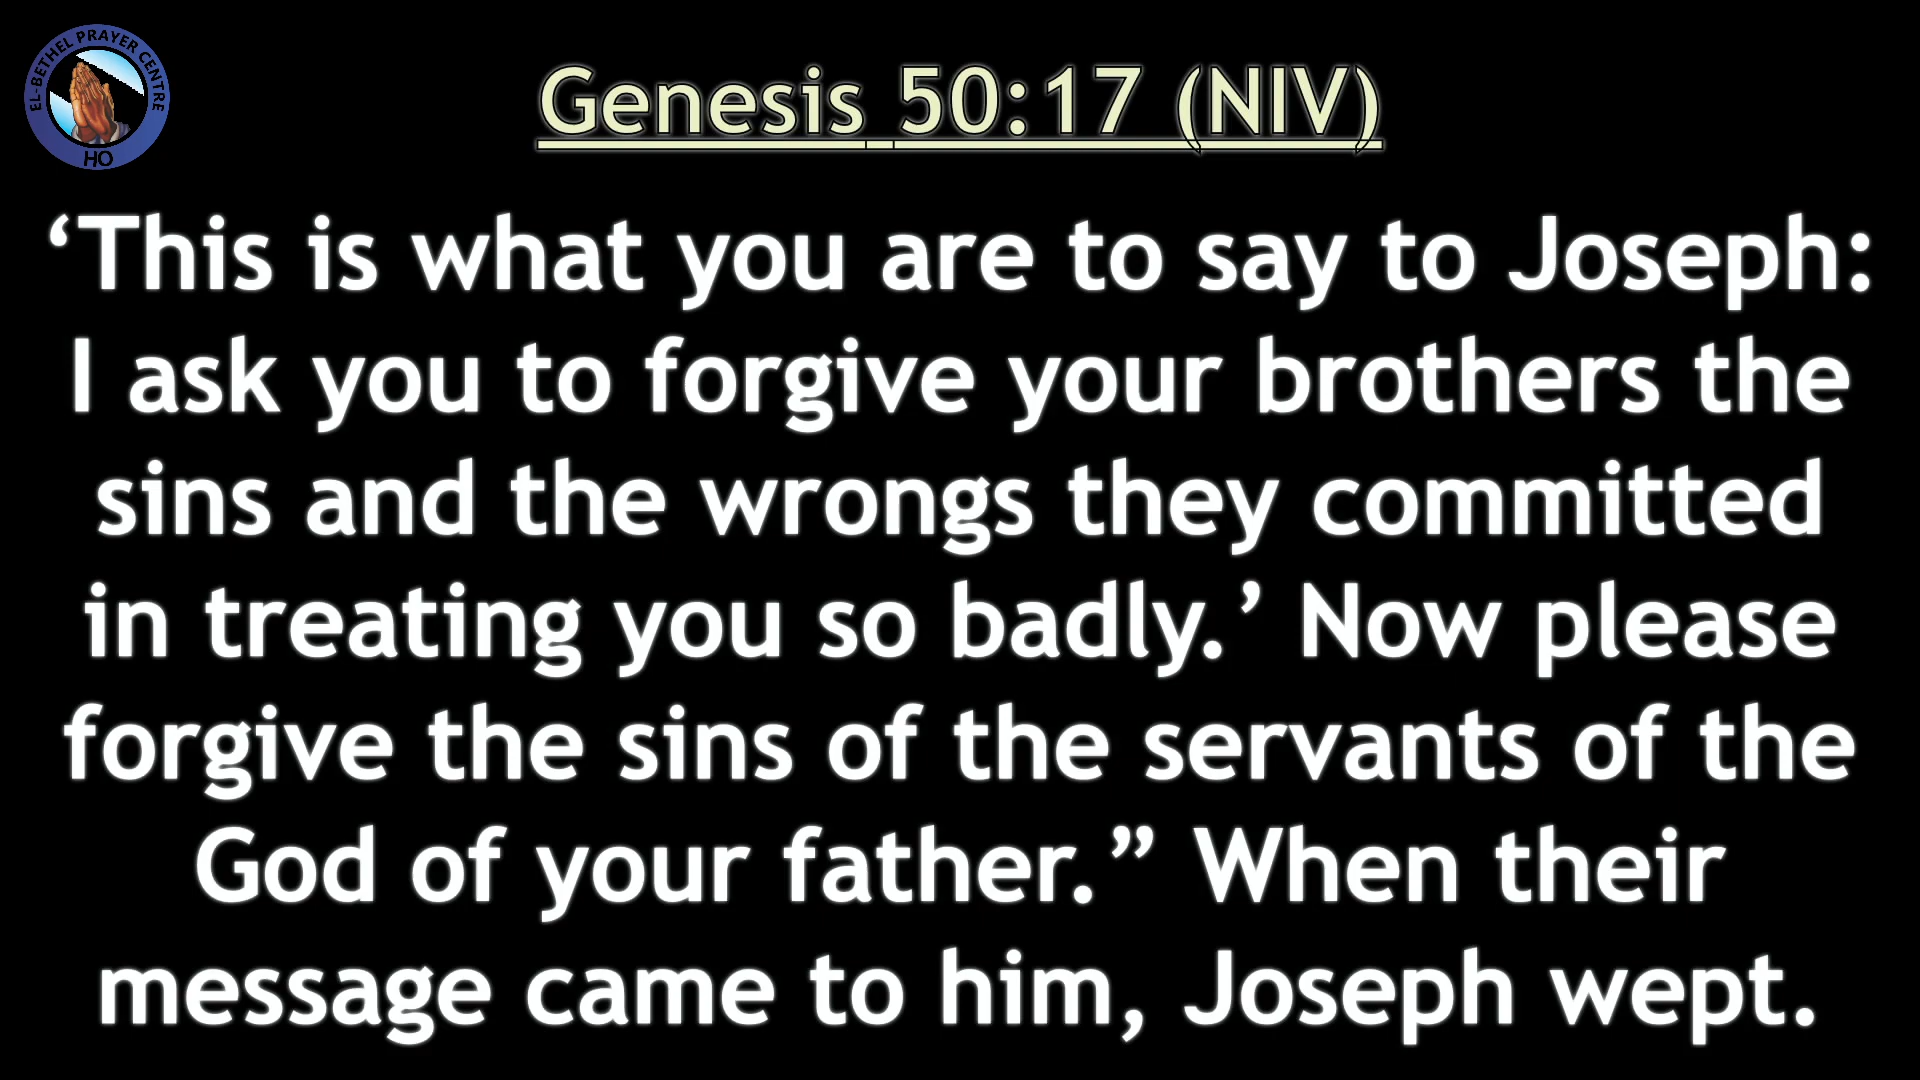 EL-BETHEL PRAYER CENTRE
HO
Genesis 50:17 (NIV)
‘This is what you are to say to Joseph:
I ask you to forgive your brothers the
sins and the wrongs they committed
in treating you so badly.’ Now please
forgive the sins of the servants of the
God of your father.” When their
message came to him, Joseph wept.